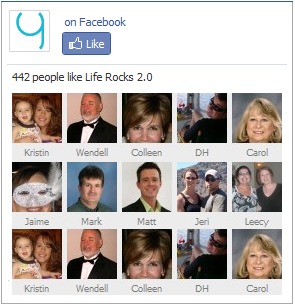 on Facebook
Like
442 people like Life Rocks 2.0
Kristin Wendell Colleen DH Carol
Jaime Mark Matt Jeri Leecy
Kristin Wendell Colleen DH Carol